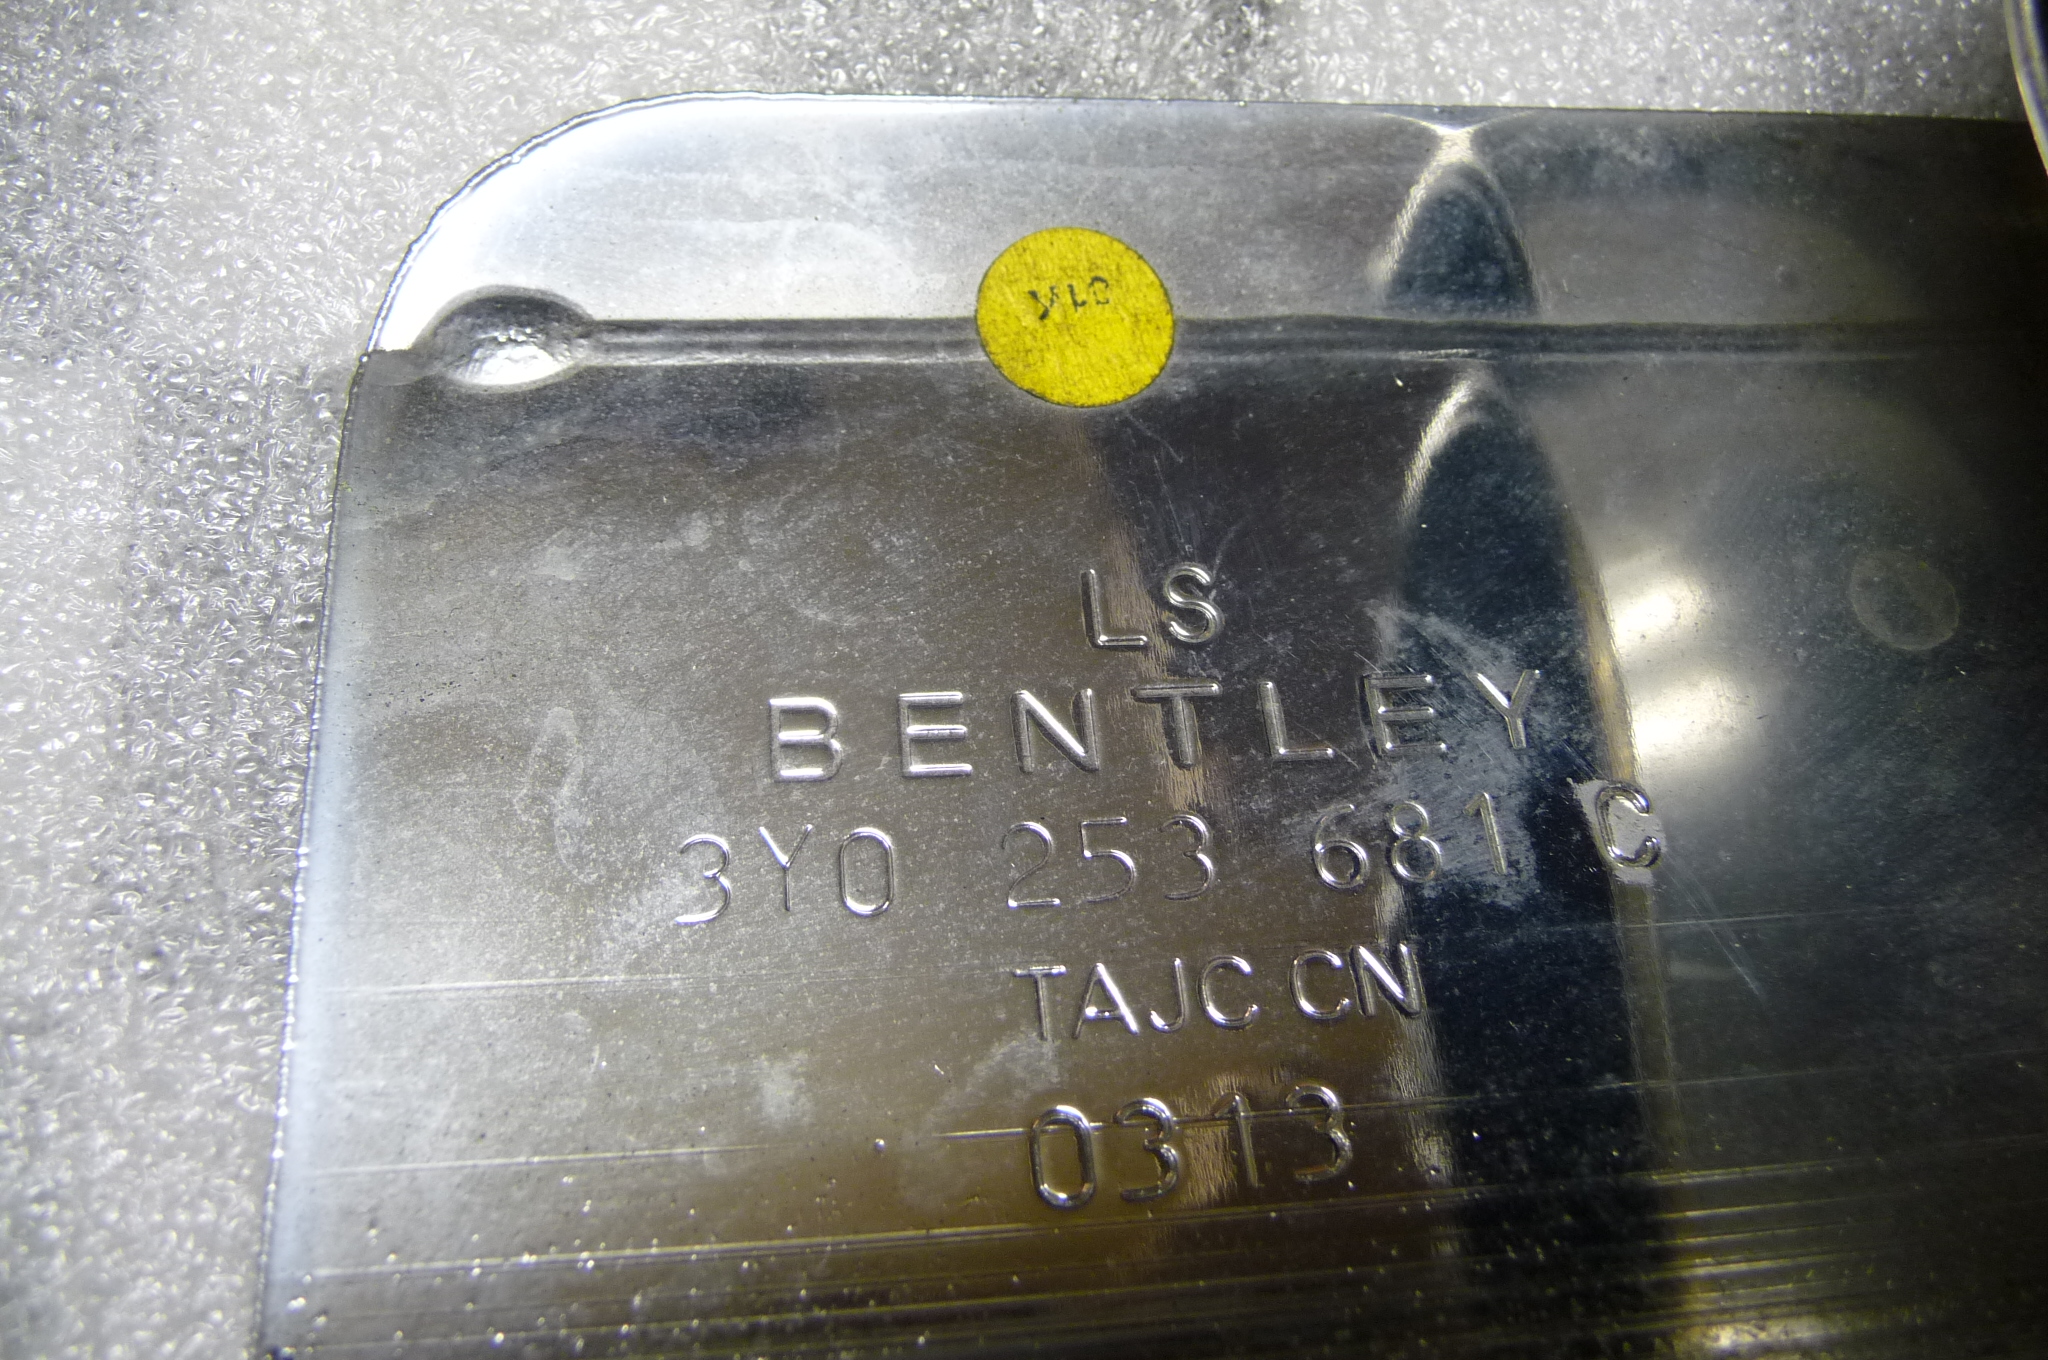 LS
BENTLEY
3Y0 253 681 C
TAJC CN
0313